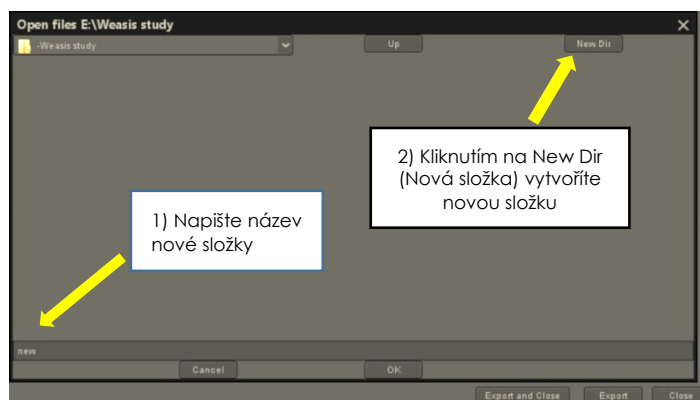 Open files E:\Weasis study
-Weasis study
Up
New Dir
2) Kliknutím na New Dir
(Nová složka) vytvoříte
novou složku
1) Napište název
nové složky
new
Cancel
OK
Export and Close
Export
Close